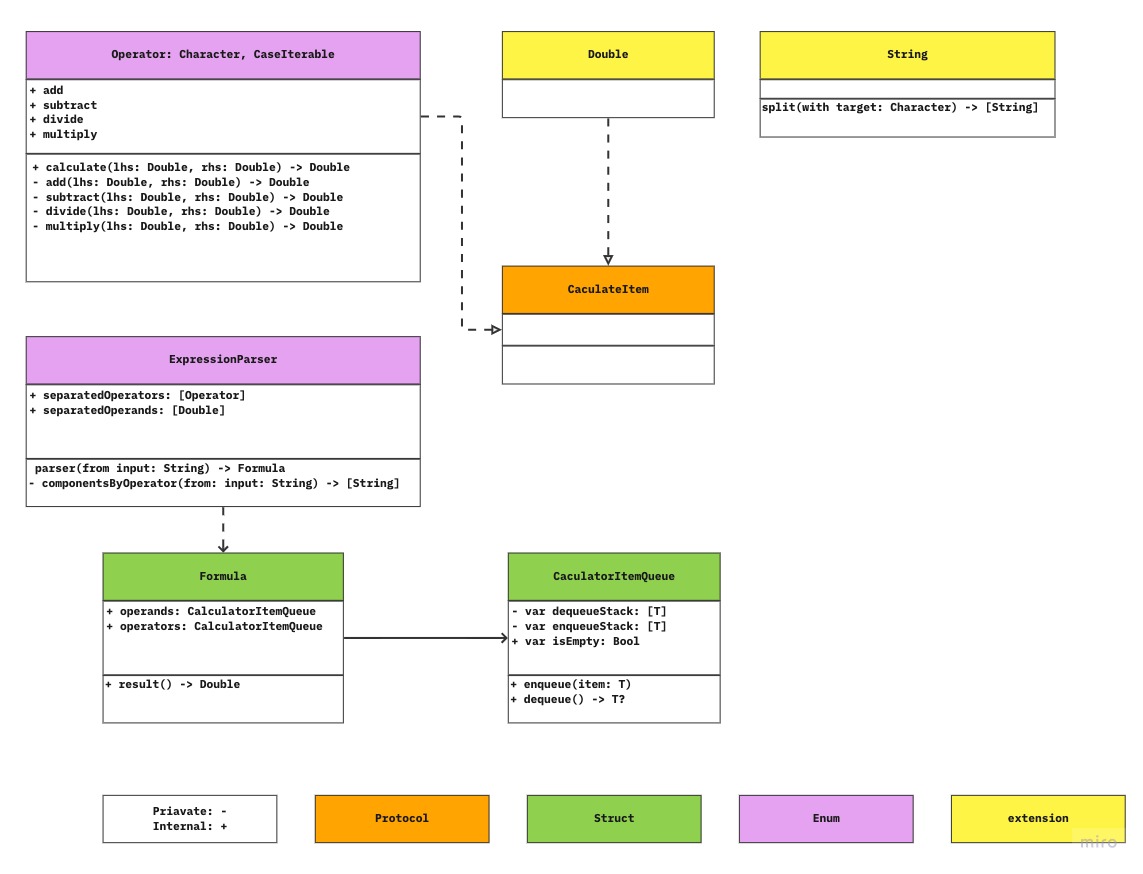 Operator: Character, CaseIterable
+ add
+ subtract
+ divide
+ multiply
+ calculate(lhs: Double, rhs: Double) -> Double
- add(lhs: Double, rhs: Double) -> Double
- subtract(lhs: Double, rhs: Double) -> Double
- divide(lhs: Double, rhs: Double) -> Double
- multiply(lhs: Double, rhs: Double) -> Double
Double
String
split(with target: Character) -> [String]
CaculateItem
ExpressionParser
+ separatedOperators: [Operator]
+ separatedOperands: [Double]
parser(from input: String) -> Formula
- componentsByOperator(from: input: String) -> [String]
Formula
+ operands: CalculatorItemQueue
+ operators: CalculatorItemQueue
+ result() -> Double
CaculatorItemQueue
- var dequeueStack: [T]
- var enqueueStack: [T]
+ var isEmpty: Bool
+ enqueue(item: T)
+ dequeue() -> T?
Priavate: -
Internal: +
Protocol
Struct
Enum
extension
miro